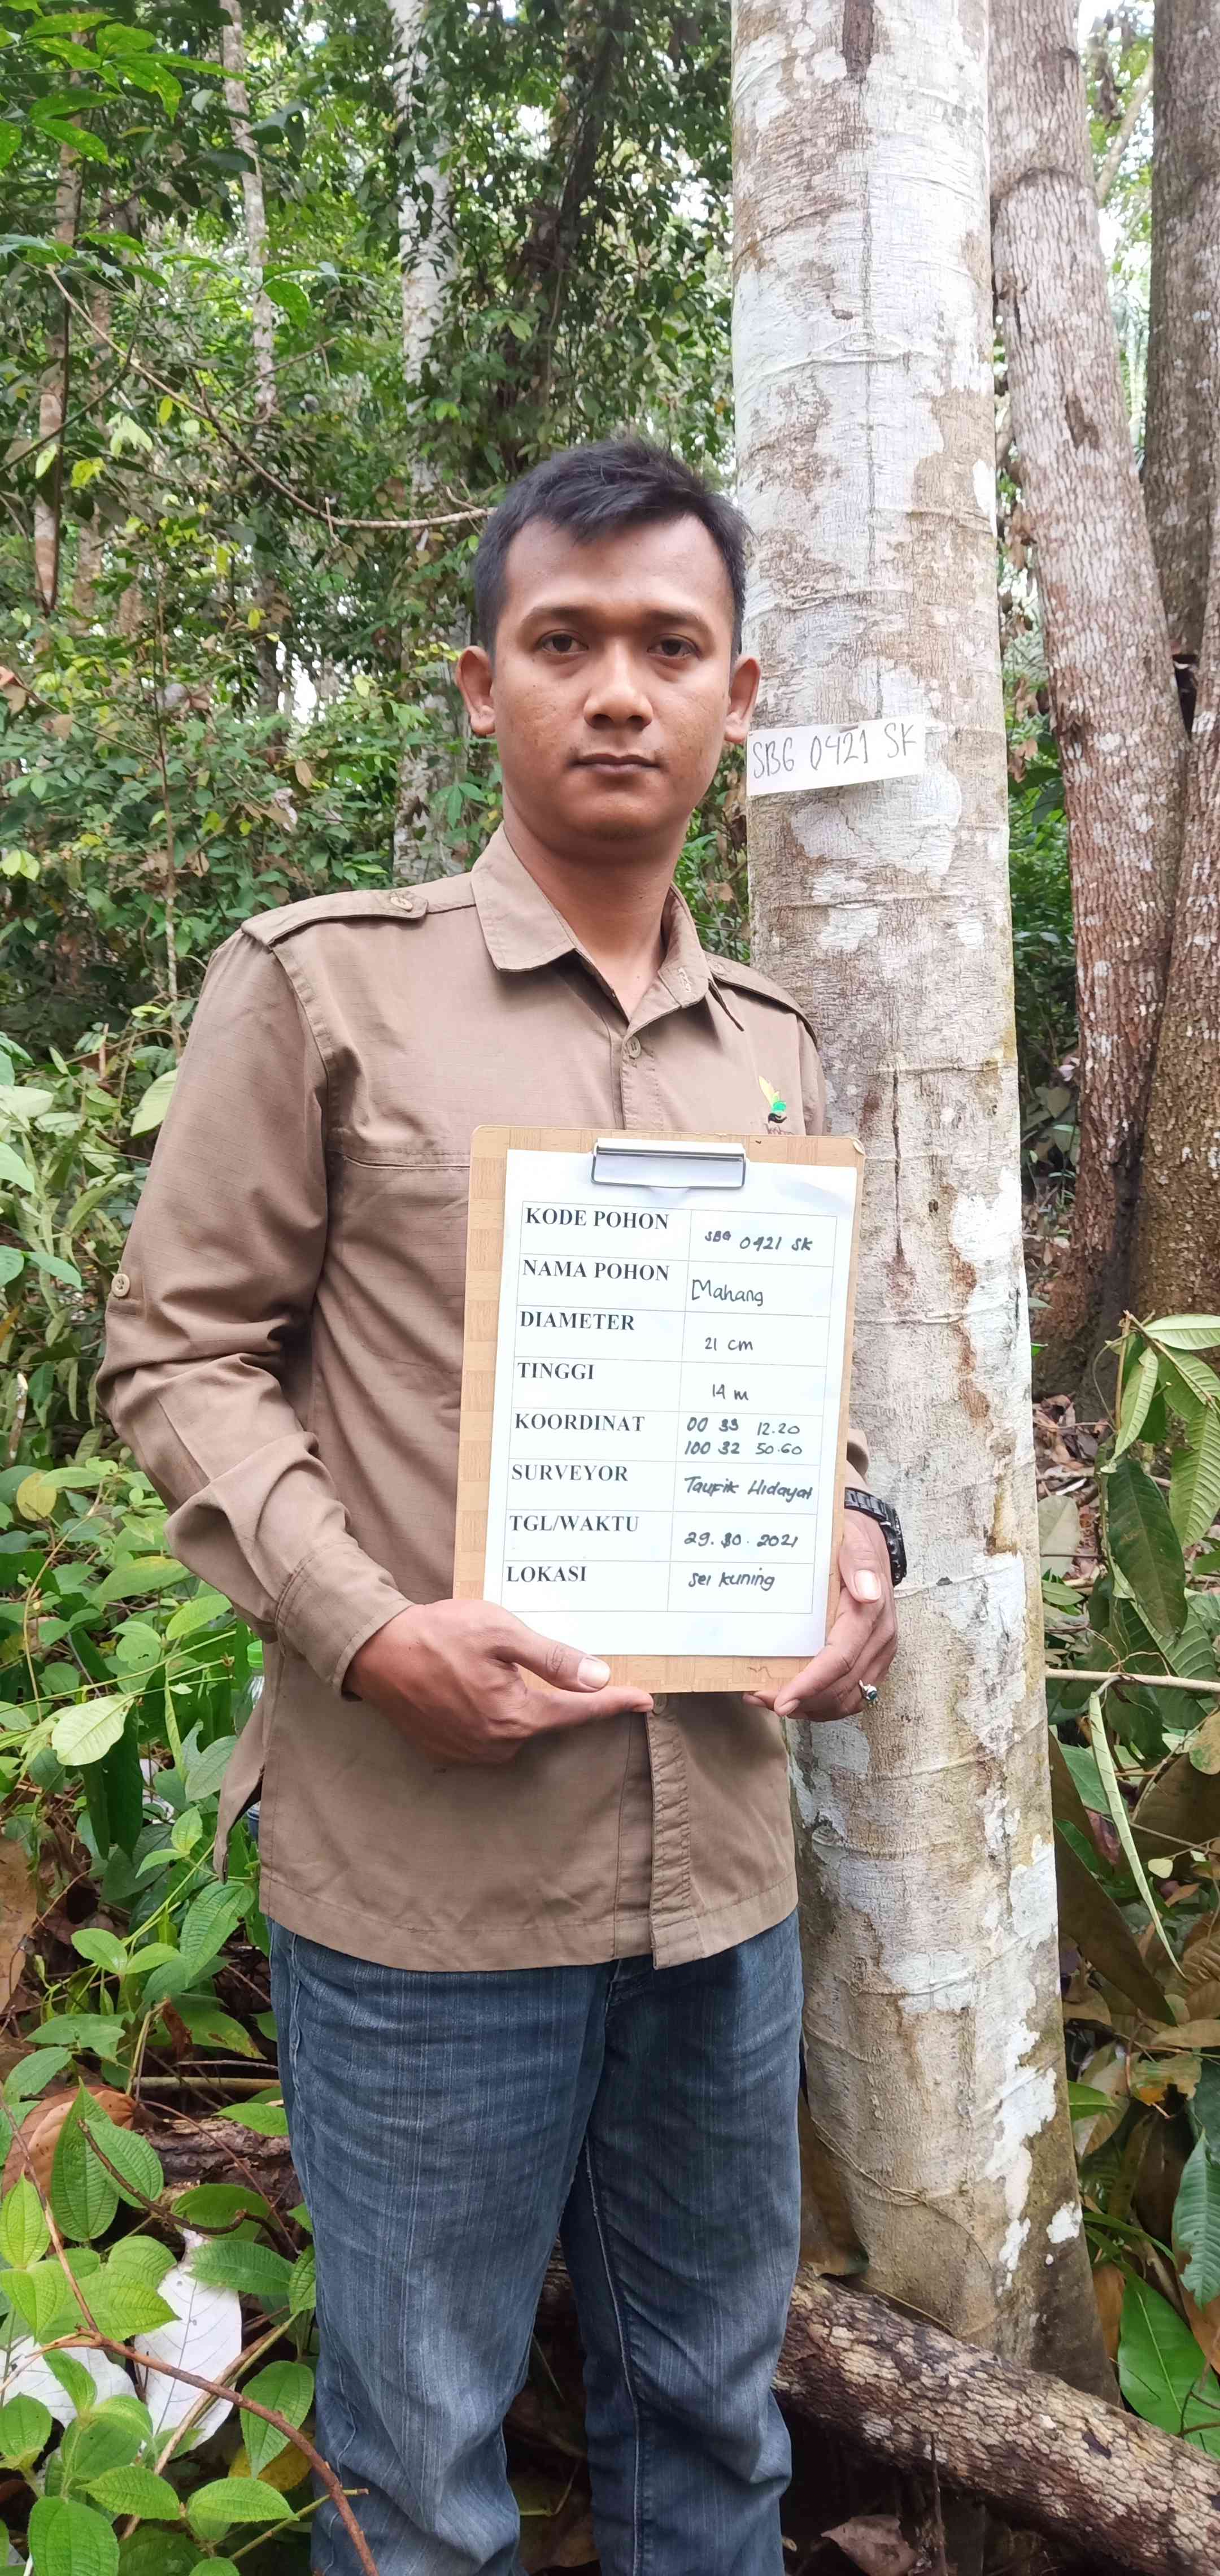 SBG 0421 SK
KODE POHON SBG 0421 SK
NAMA POHON Mahang
DIAMETER 21 cm
TINGGI 14 m
KOORDINAT 00 33 12.20
100 32 50.60
SURVEYOR Taufik Hidayat
TGL/WAKTU 29. 2021
LOKASI Sei Kuning